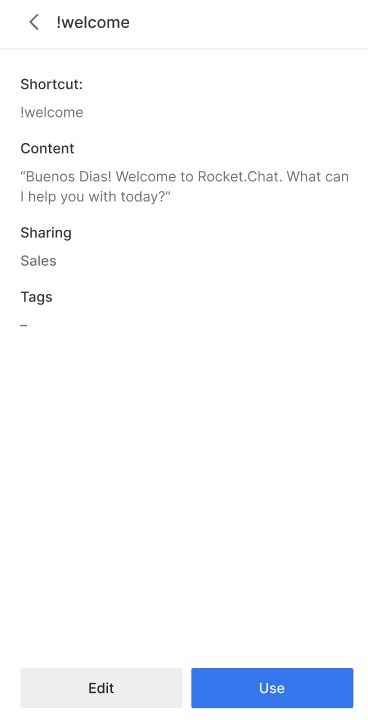 !welcome
Shortcut:
!welcome
Content
“Buenos Dias! Welcome to Rocket.Chat. What can
I help you with today?”
Sharing
Sales
Tags
–
Edit
Use